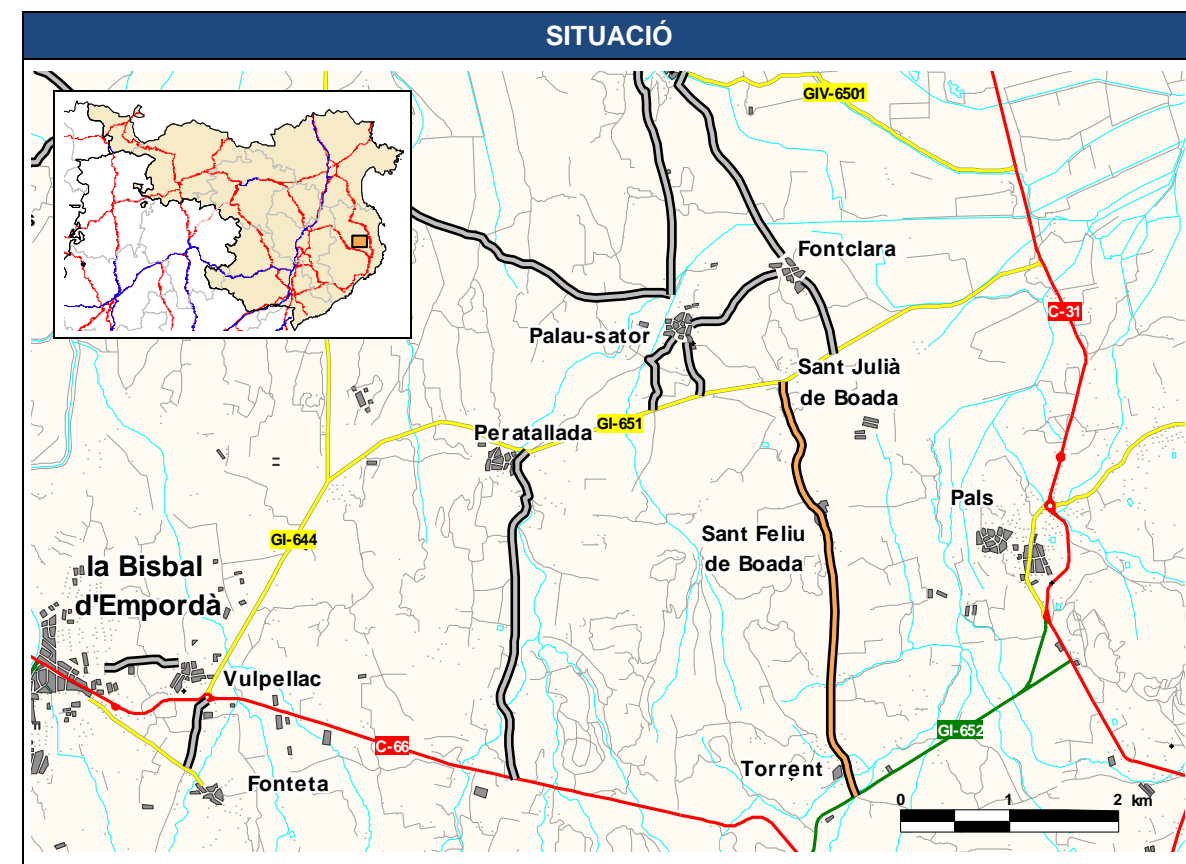 SITUACIÓ
GIV-6501
Fontclara
C-31
Palau-sator
Sant Julià
de Boada
GI-651
Peratallada
Pals
GI-644
Sant Feliu
de Boada
la Bisbal
d'Empordà
Vulpellac
GI-652
C-66
Torrent
Fonteta
0 1 2 km